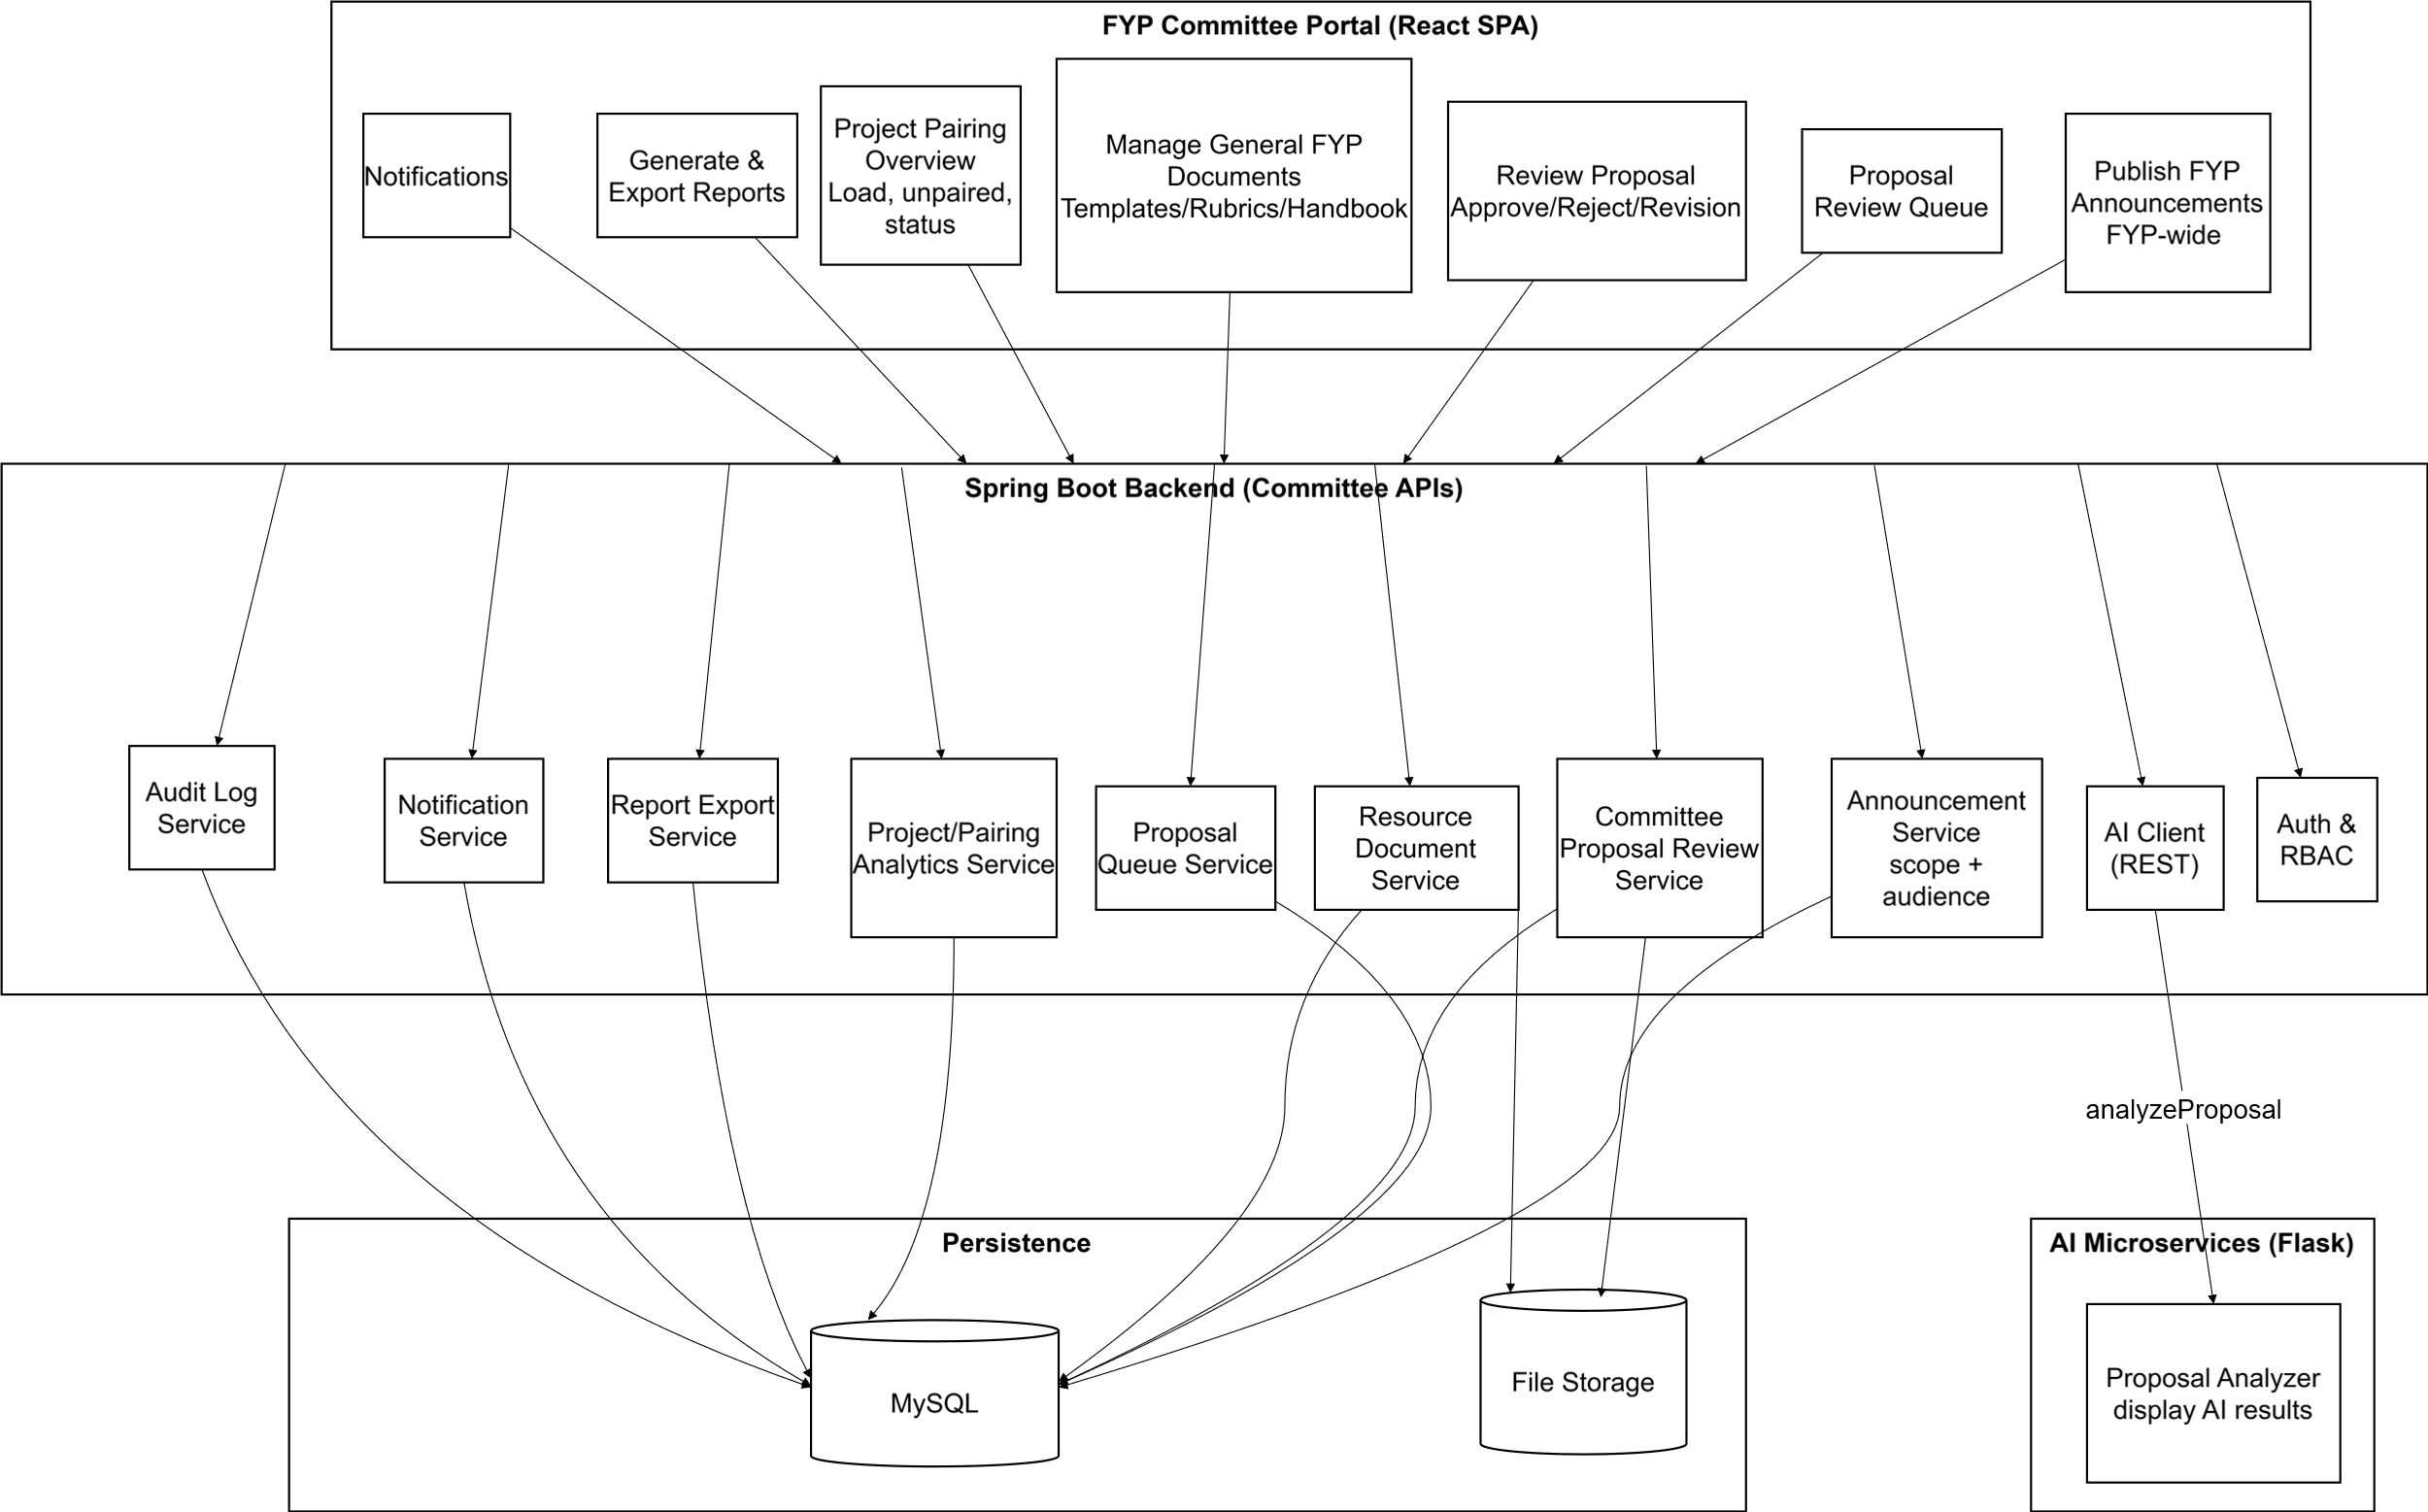 FYP Committee Portal (React SPA)
Notifications
Generate &
Export Reports
Project Pairing
Overview
Load, unpaired,
status
Manage General FYP
Documents
Templates/Rubrics/Handbook
Review Proposal
Approve/Reject/Revision
Proposal
Review Queue
Publish FYP
Announcements
FYP-wide
Spring Boot Backend (Committee APIs)
Audit Log
Service
Notification
Service
Report Export
Service
Project/Pairing
Analytics Service
Proposal
Queue Service
Resource
Document
Service
Committee
Proposal Review
Service
Announcement
Service
scope +
audience
AI Client
(REST)
Auth &
RBAC
analyzeProposal
Persistence
MySQL
File Storage
AI Microservices (Flask)
Proposal Analyzer
display AI results